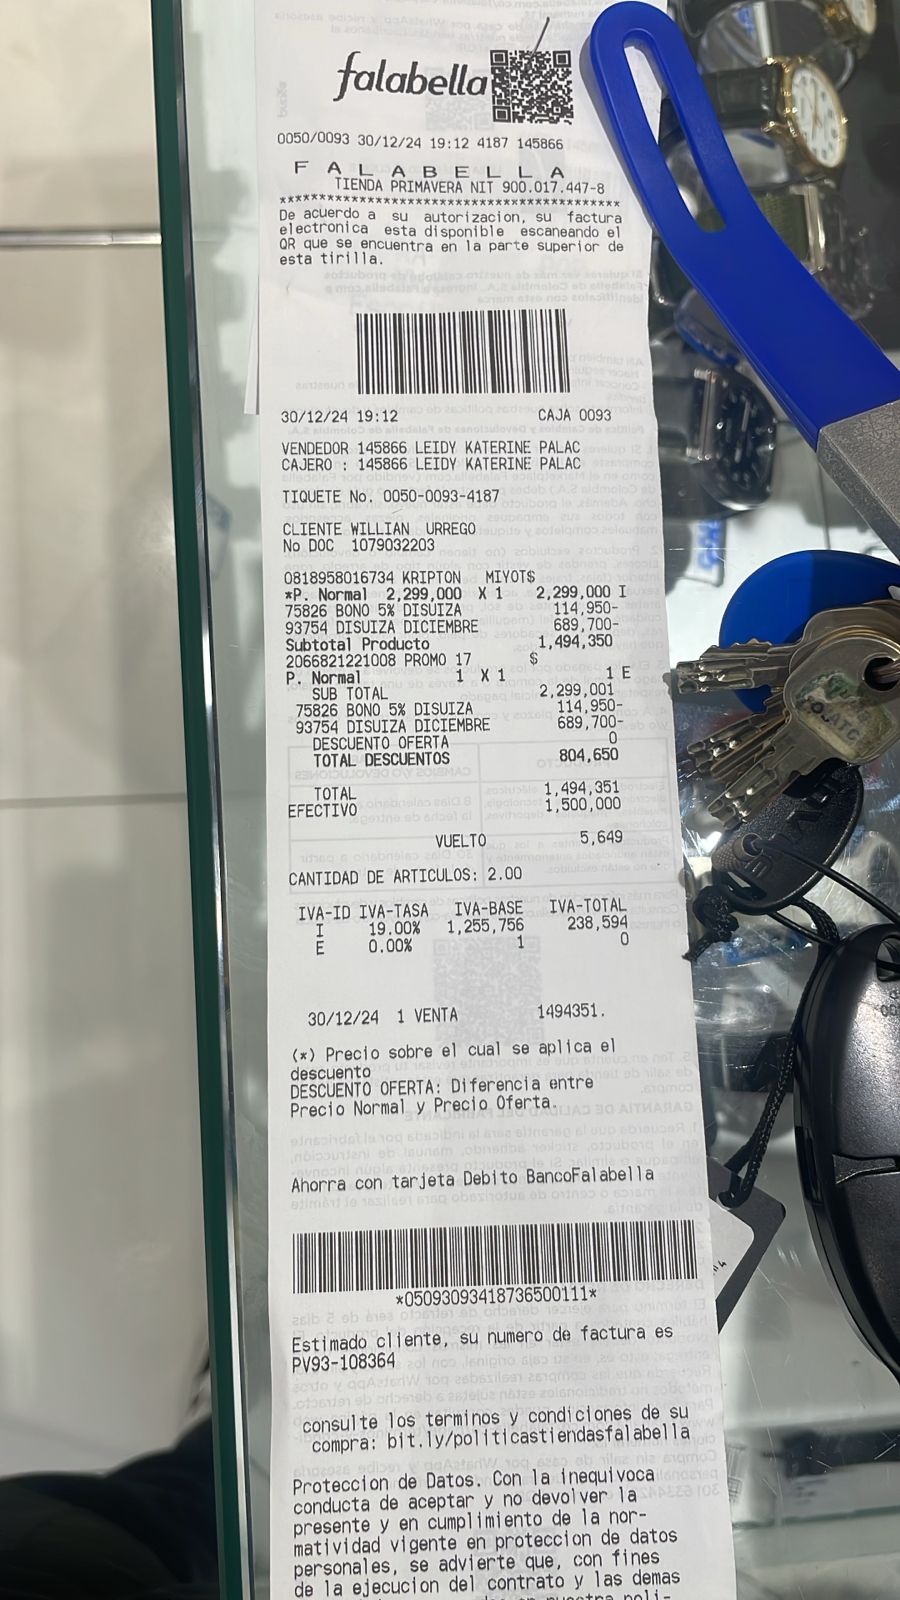 falabella
0050/0093 30/12/24 19:12 4187 145866
F A L A B E L L A
TIENDA PRIMAVERA NIT 900.017.447-8
*******************************************
De acuerdo a su autorizacion, su factura
electronica esta disponible escaneando el
QR que se encuentra en la parte superior de
esta tirilla.
30/12/24 19:12 CAJA 0093
VENDEDOR 145866 LEIDY KATERINE PALAC
CAJERO : 145866 LEIDY KATERINE PALAC
TIQUETE No. 0050-0093-4187
CLIENTE WILLIAN URREGO
No DOC 1079032203
0818958016734 KRIPTON MIYOT$
*P. Normal 2,299,000 X 1 2,299,000 I
75826 BONO 5% DISUIZA 114,950-
93754 DISUIZA DICIEMBRE 689,700-
Subtotal Producto 1,494,350
2066821221008 PROMO 17 $
P. Normal 1 X 1 1 E
SUB TOTAL 2,299,001
75826 BONO 5% DISUIZA 114,950-
93754 DISUIZA DICIEMBRE 689,700-
DESCUENTO OFERTA 0
TOTAL DESCUENTOS 804,650
TOTAL 1,494,351
EFECTIVO 1,500,000
VUELTO 5,649
CANTIDAD DE ARTICULOS: 2.00
IVA-ID IVA-TASA IVA-BASE IVA-TOTAL
I 19.00% 1,255,756 238,594
E 0.00% 1 0
30/12/24 1 VENTA 1494351.
(*) Precio sobre el cual se aplica el
descuento
DESCUENTO OFERTA: Diferencia entre
Precio Normal y Precio Oferta.
Ahorra con tarjeta Debito BancoFalabella
*05093093418736500111*
Estimado cliente, su numero de factura es
PV93-108364
consulte los terminos y condiciones de su
compra: bit.ly/politicastiendasfalabella
Proteccion de Datos. Con la inequivoca
conducta de aceptar y no devolver la
presente y en cumplimiento de la nor-
matividad vigente en proteccion de datos
personales, se advierte que, con fines
de la ejecucion del contrato y las demas